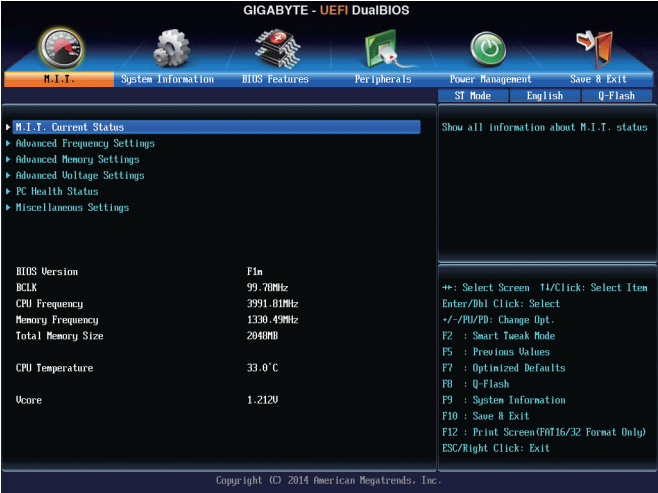 GIGABYTE - UEFI DualBIOS
M.I.T. System Information BIOS Features Peripherals Power Management Save & Exit
ST Mode English Q-Flash
M.I.T. Current Status
Advanced Frequency Settings
Advanced Memory Settings
Advanced Voltage Settings
PC Health Status
Miscellaneous Settings
BIOS Version F1m
BCLK 99.78MHz
CPU Frequency 3991.81MHz
Memory Frequency 1330.49MHz
Total Memory Size 2048MB
CPU Temperature 33.0°C
Vcore 1.212V
Show all information about M.I.T. status
→←: Select Screen ↑↓/Click: Select Item
Enter/Dbl Click: Select
+/-/PU/PD: Change Opt.
F2 : Smart Tweak Mode
F5 : Previous Values
F7 : Optimized Defaults
F8 : Q-Flash
F9 : System Information
F10 : Save & Exit
F12 : Print Screen(FAT16/32 Format Only)
ESC/Right Click: Exit
Copyright (C) 2014 American Megatrends, Inc.